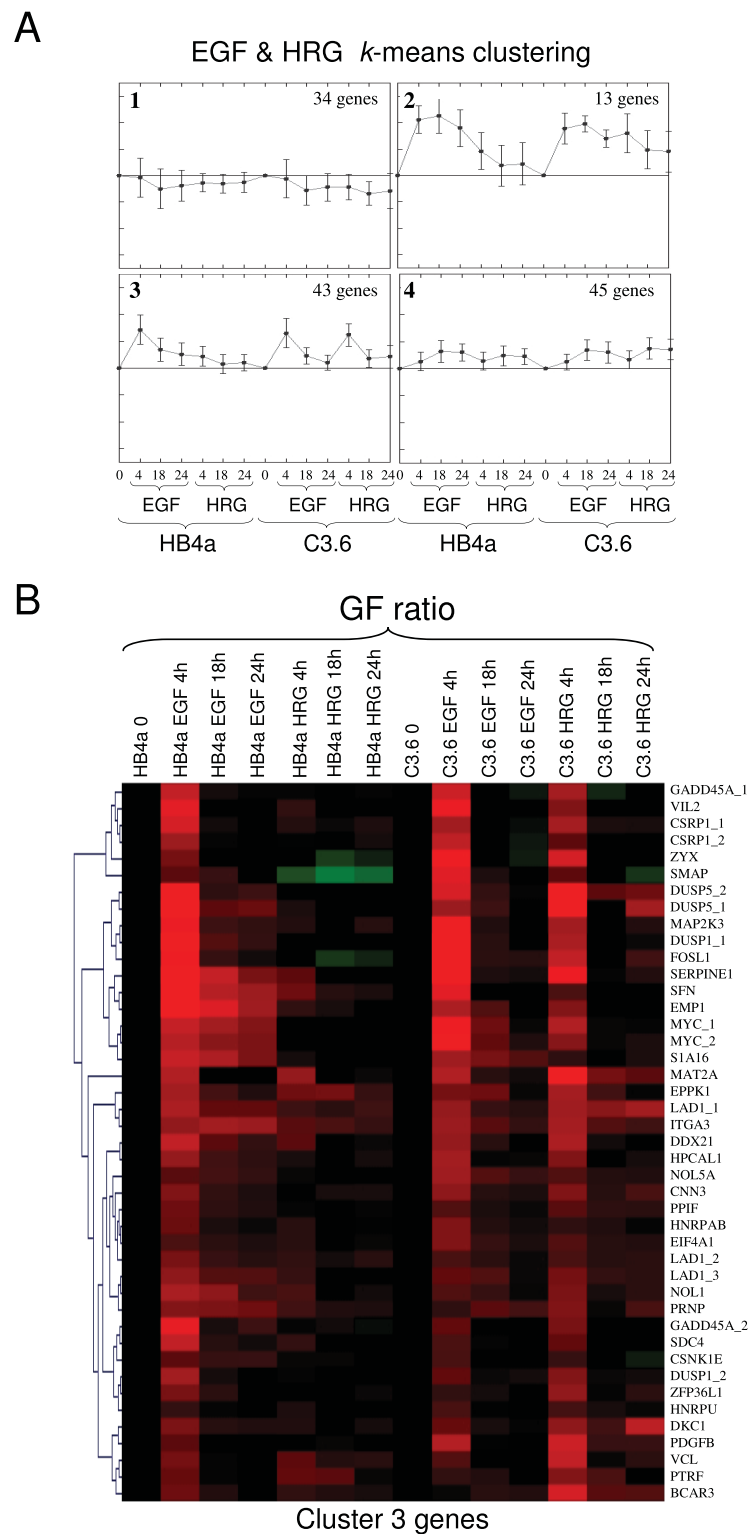 A
EGF & HRG k-means clustering
1 34 genes
2 13 genes
3 43 genes
4 45 genes
0 4 18 24 4 18 24 0 4 18 24 4 18 24 0 4 18 24 4 18 24 0 4 18 24 4 18 24
EGF HRG EGF HRG EGF HRG EGF HRG
HB4a C3.6 HB4a C3.6
B
GF ratio
HB4a 0
HB4a EGF 4h
HB4a EGF 18h
HB4a EGF 24h
HB4a HRG 4h
HB4a HRG 18h
HB4a HRG 24h
C3.6 0
C3.6 EGF 4h
C3.6 EGF 18h
C3.6 EGF 24h
C3.6 HRG 4h
C3.6 HRG 18h
C3.6 HRG 24h
GADD45A_1
VIL2
CSRP1_1
CSRP1_2
ZYX
SMAP
DUSP5_2
DUSP5_1
MAP2K3
DUSP1_1
FOSL1
SERPINE1
SFN
EMP1
MYC_1
MYC_2
S1A16
MAT2A
EPPK1
LAD1_1
ITGA3
DDX21
HPCAL1
NOL5A
CNN3
PPIF
HNRPAB
EIF4A1
LAD1_2
LAD1_3
NOL1
PRNP
GADD45A_2
SDC4
CSNK1E
DUSP1_2
ZFP36L1
HNRPU
DKC1
PDGFB
VCL
PTRF
BCAR3
Cluster 3 genes